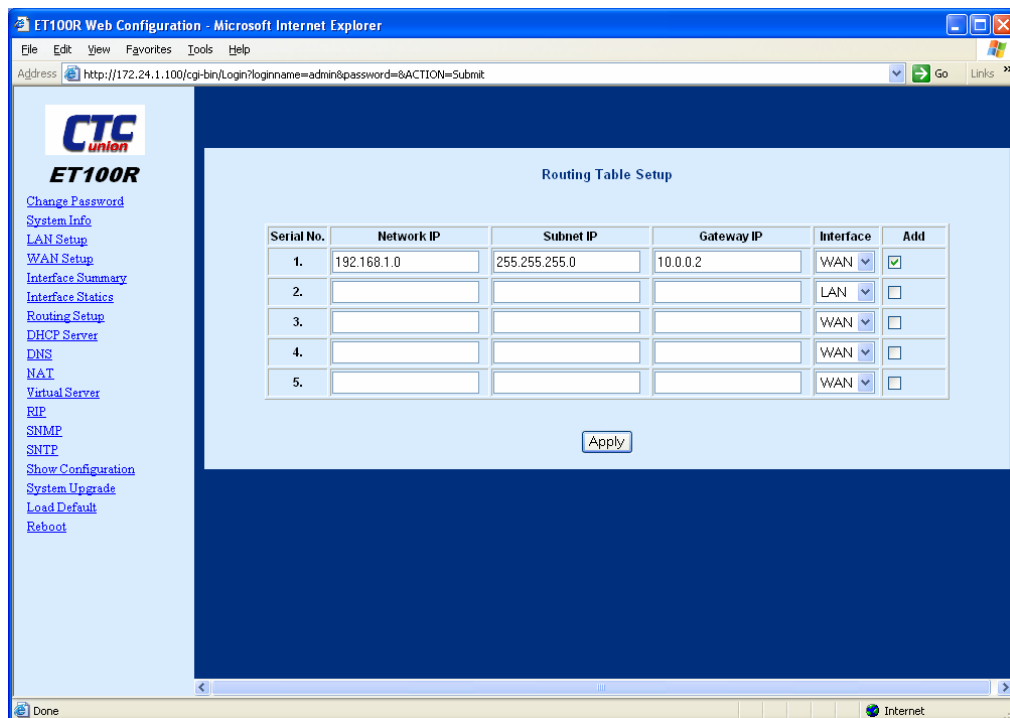 ET100R Web Configuration - Microsoft Internet Explorer
File Edit View Favorites Tools Help
Address http://172.24.1.100/cgi-bin/Login?loginname=admin&password=&ACTION=Submit Go Links »
CTC
union
ET100R
Change Password
System Info
LAN Setup
WAN Setup
Interface Summary
Interface Statics
Routing Setup
DHCP Server
DNS
NAT
Virtual Server
RIP
SNMP
SNTP
Show Configuration
System Upgrade
Load Default
Reboot
Routing Table Setup
Serial No. Network IP Subnet IP Gateway IP Interface Add
1. 192.168.1.0 255.255.255.0 10.0.0.2 WAN
2. LAN
3. WAN
4. WAN
5. WAN
Apply
Done Internet